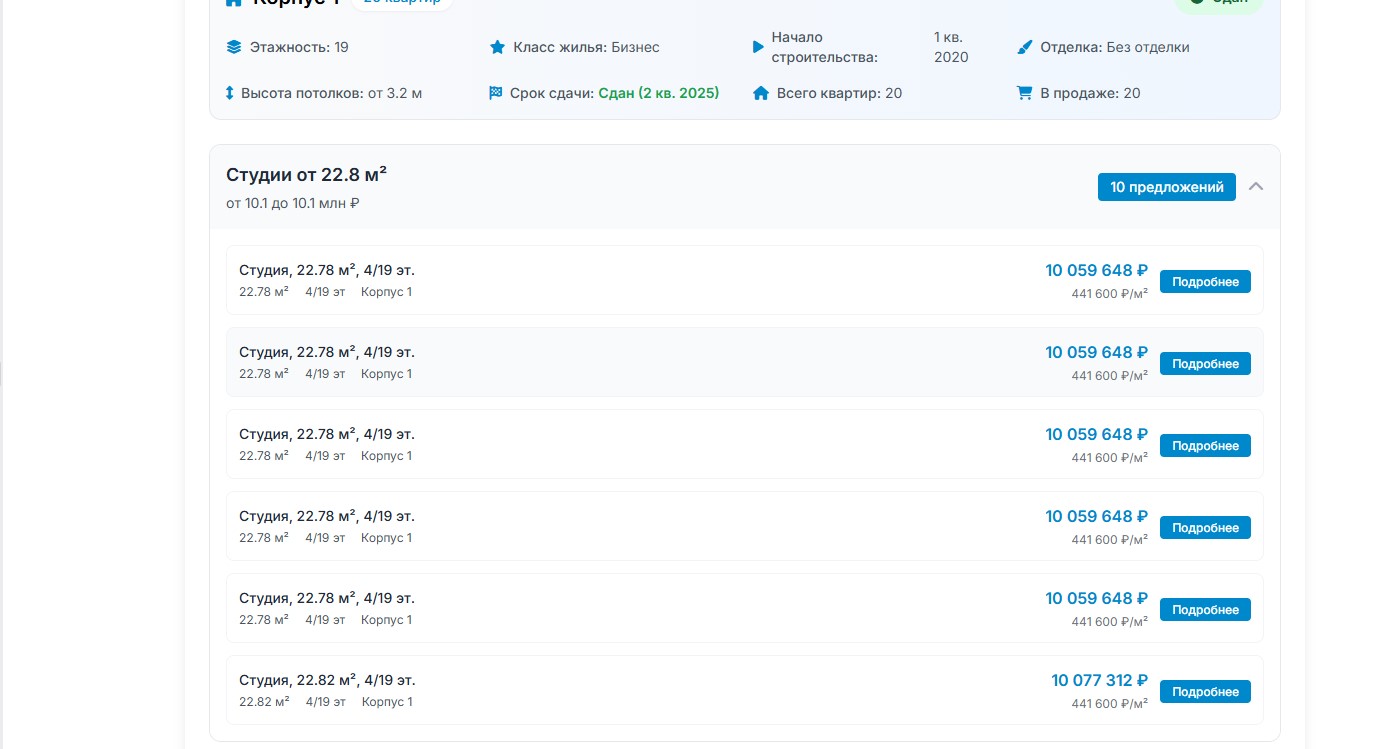 Корпус 1 20 квартир Сдан
Этажность: 19 Класс жилья: Бизнес Начало строительства: 1 кв. 2020 Отделка: Без отделки
Высота потолков: от 3.2 м Срок сдачи: Сдан (2 кв. 2025) Всего квартир: 20 В продаже: 20
Студии от 22.8 м²
от 10.1 до 10.1 млн ₽
10 предложений
Студия, 22.78 м², 4/19 эт.
22.78 м² 4/19 эт Корпус 1
10 059 648 ₽
441 600 ₽/м²
Подробнее
Студия, 22.78 м², 4/19 эт.
22.78 м² 4/19 эт Корпус 1
10 059 648 ₽
441 600 ₽/м²
Подробнее
Студия, 22.78 м², 4/19 эт.
22.78 м² 4/19 эт Корпус 1
10 059 648 ₽
441 600 ₽/м²
Подробнее
Студия, 22.78 м², 4/19 эт.
22.78 м² 4/19 эт Корпус 1
10 059 648 ₽
441 600 ₽/м²
Подробнее
Студия, 22.78 м², 4/19 эт.
22.78 м² 4/19 эт Корпус 1
10 059 648 ₽
441 600 ₽/м²
Подробнее
Студия, 22.82 м², 4/19 эт.
22.82 м² 4/19 эт Корпус 1
10 077 312 ₽
441 600 ₽/м²
Подробнее